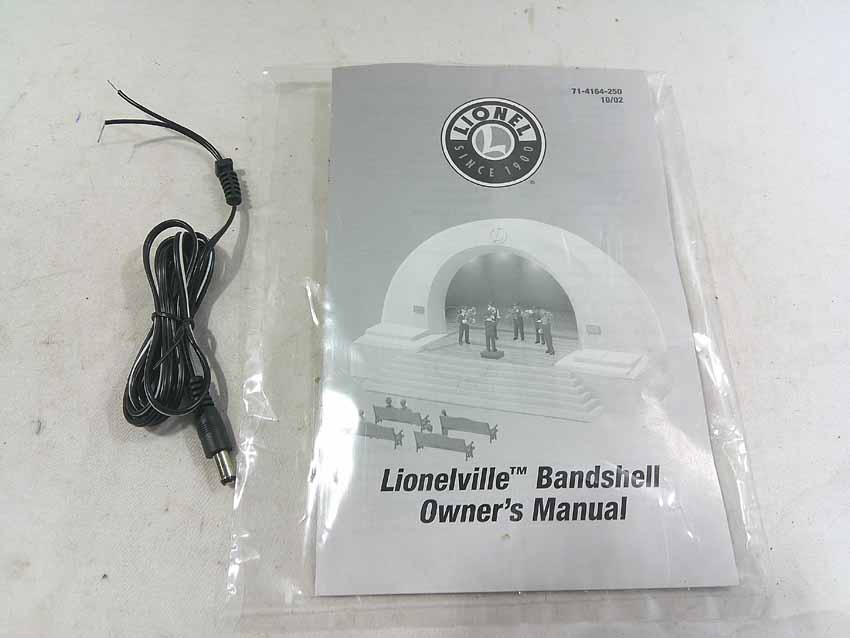 71-4164-250
10/02
LIONEL
L
SINCE 1900
®
Lionelville™ Bandshell
Owner's Manual